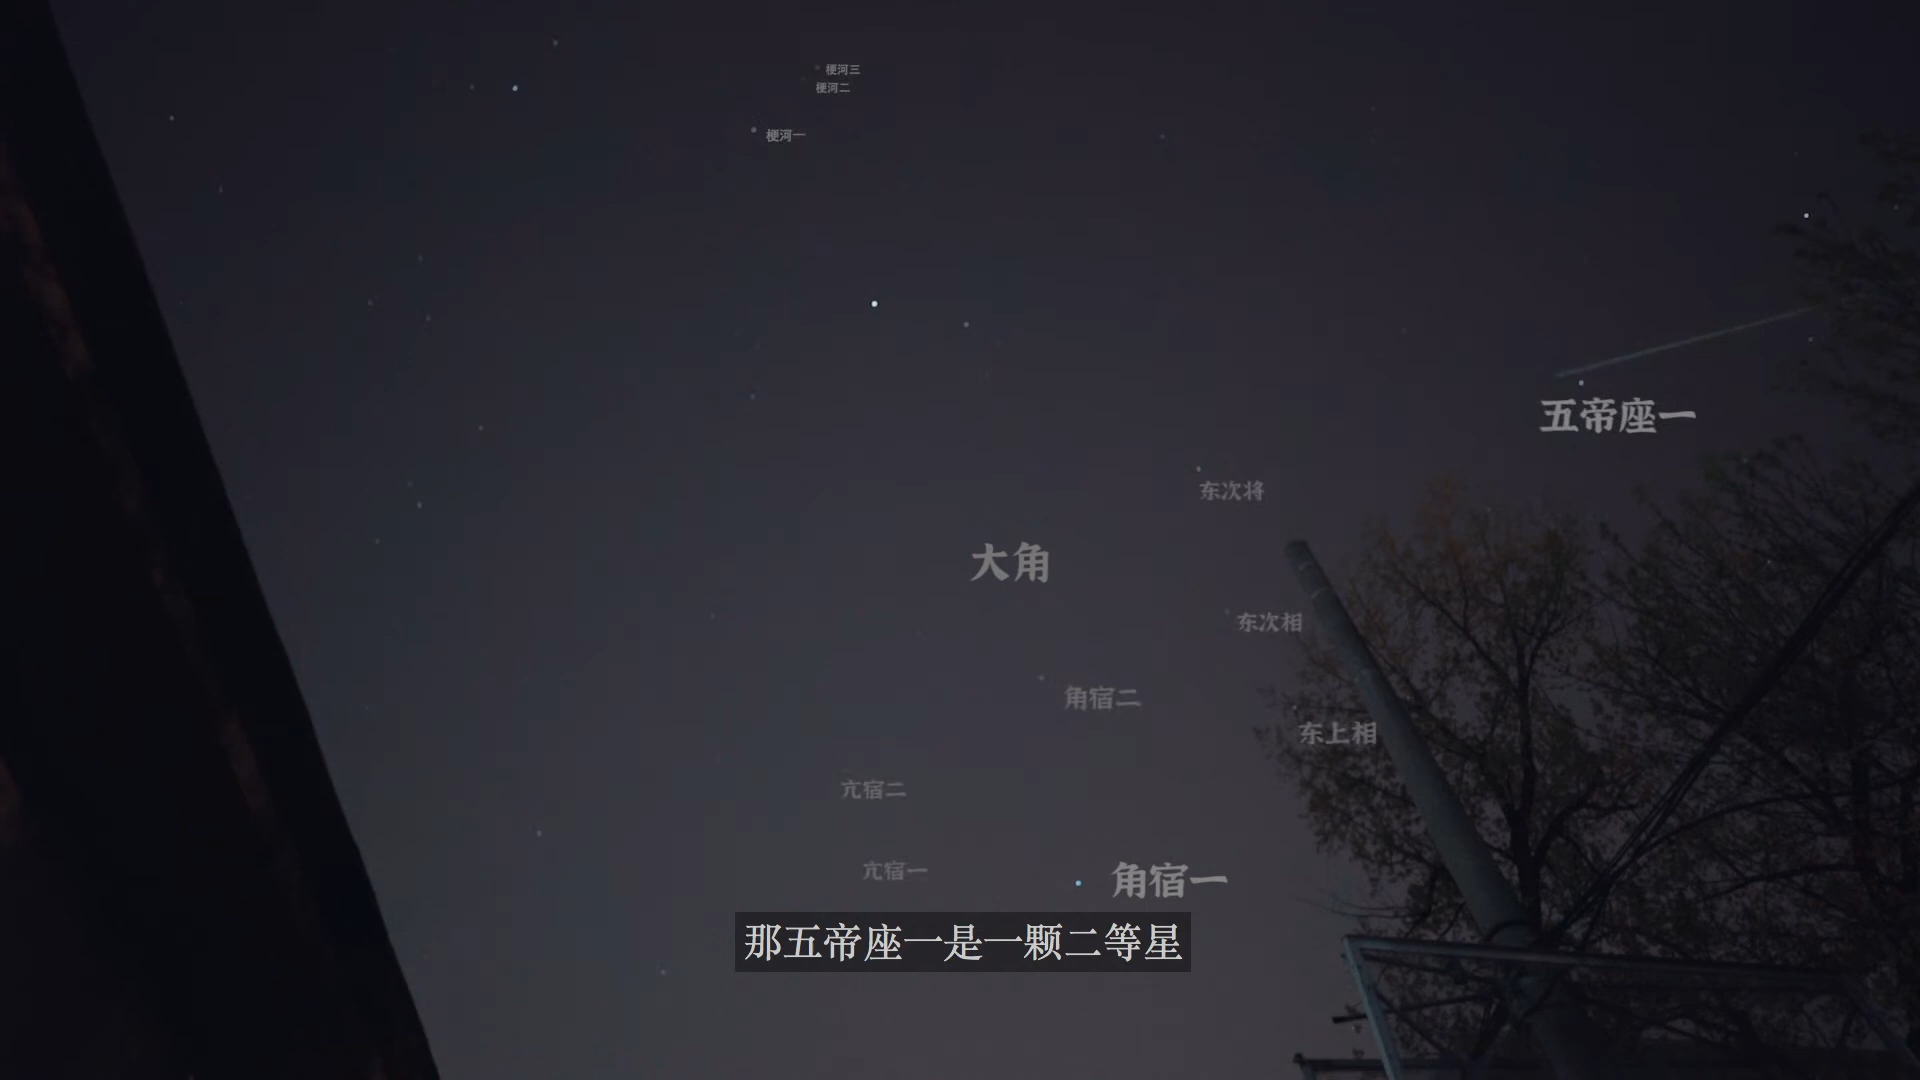 梗河三
梗河二
梗河一
五帝座一
东次将
大角
东次相
角宿二
东上相
亢宿二
亢宿一
角宿一
那五帝座一是一颗二等星